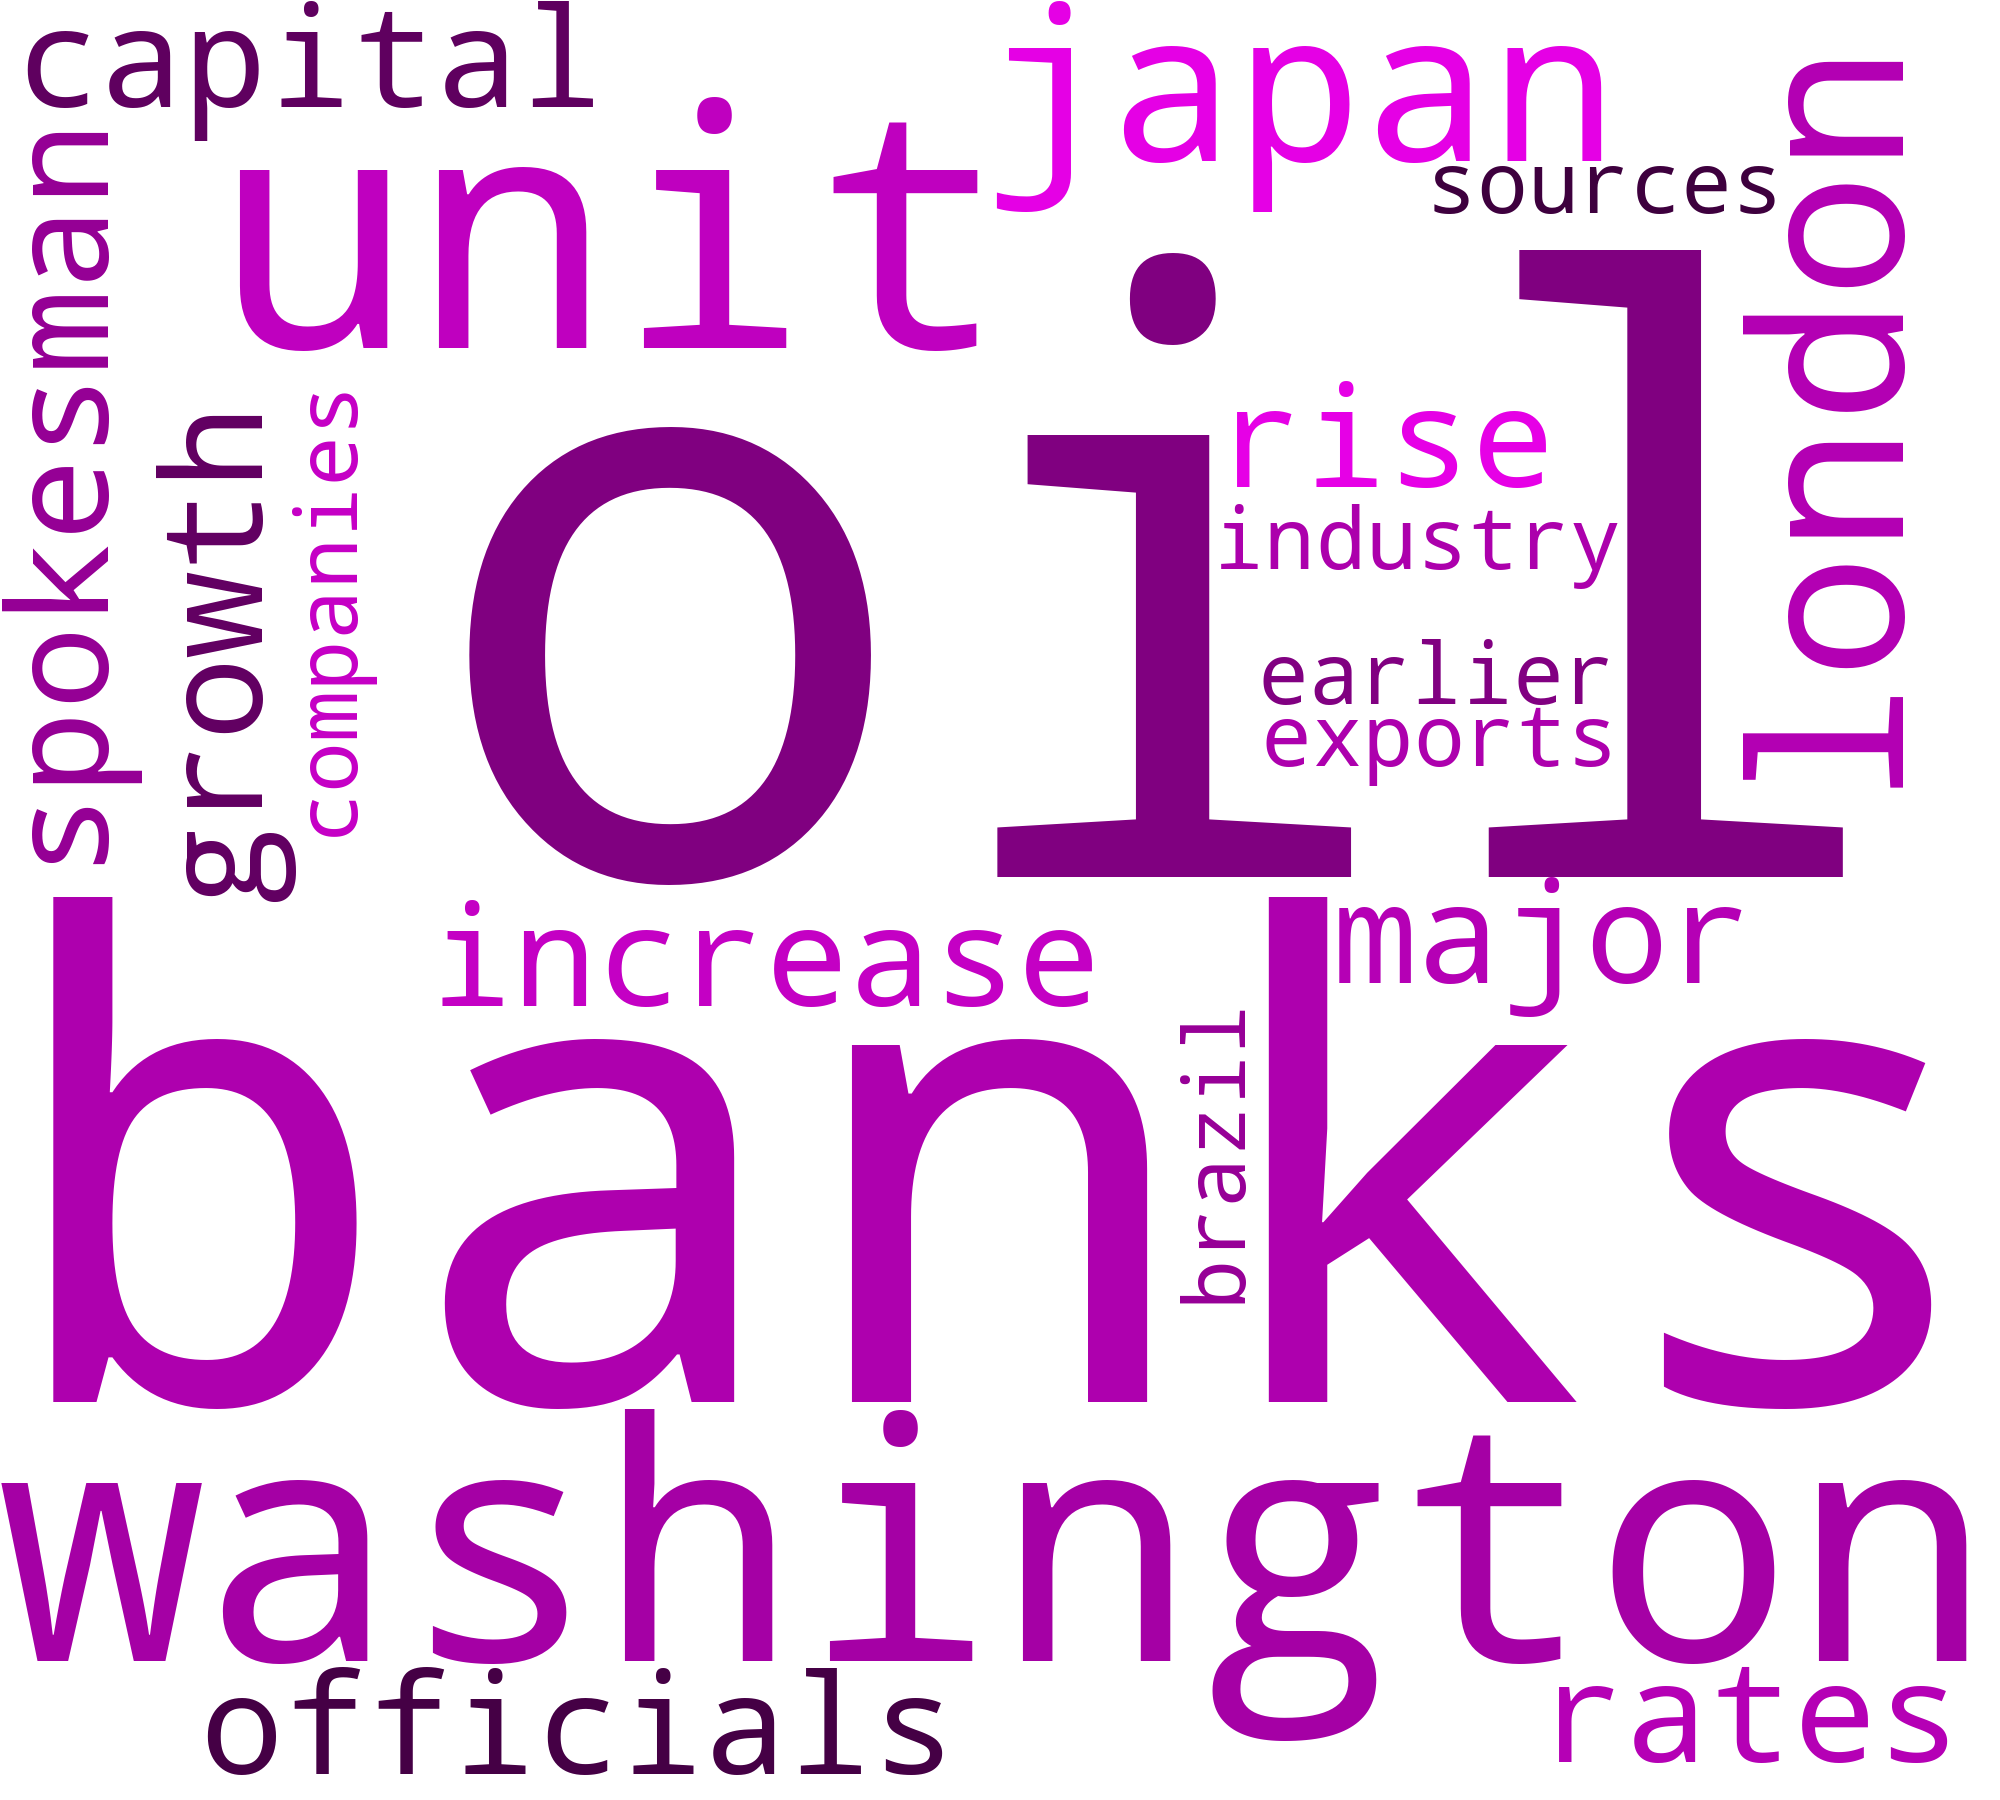 capital
japan
unit
sources
london
spokesman
growth
companies
oil
rise
industry
earlier
exports
increase
major
banks
brazil
washington
officials
rates